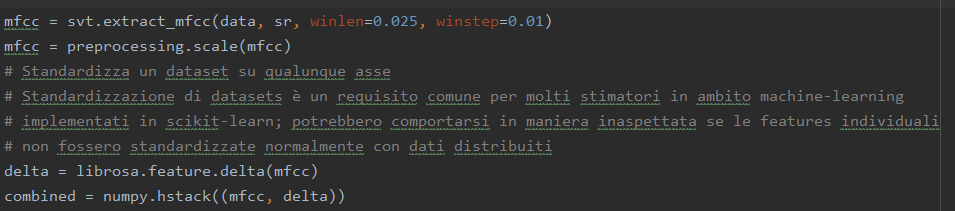 mfcc = svt.extract_mfcc(data, sr, winlen=0.025, winstep=0.01)
mfcc = preprocessing.scale(mfcc)
# Standardizza un dataset su qualunque asse
# Standardizzazione di datasets è un requisito comune per molti stimatori in ambito machine-learning
# implementati in scikit-learn; potrebbero comportarsi in maniera inaspettata se le features individuali
# non fossero standardizzate normalmente con dati distribuiti
delta = librosa.feature.delta(mfcc)
combined = numpy.hstack((mfcc, delta))